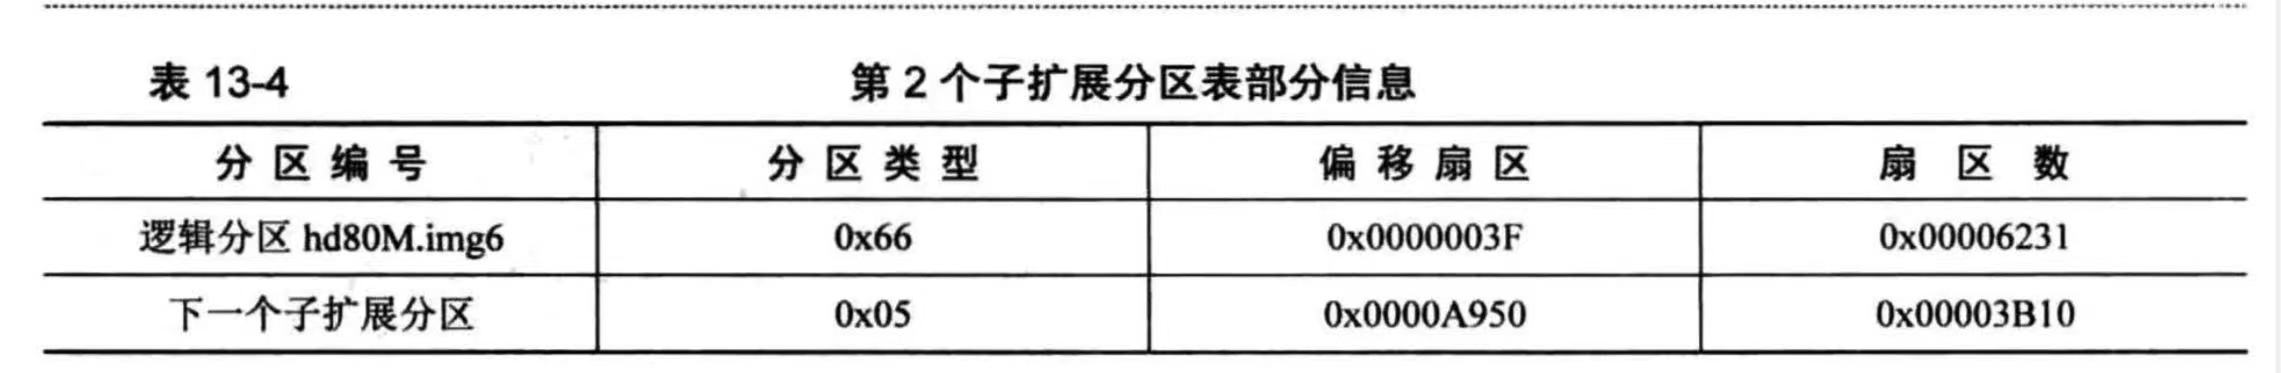 表 13-4 第 2 个子扩展分区表部分信息
分区编号 分区类型 偏移扇区 扇区数
逻辑分区 hd80M.img6 0x66 0x0000003F 0x00006231
下一个子扩展分区 0x05 0x0000A950 0x00003B10